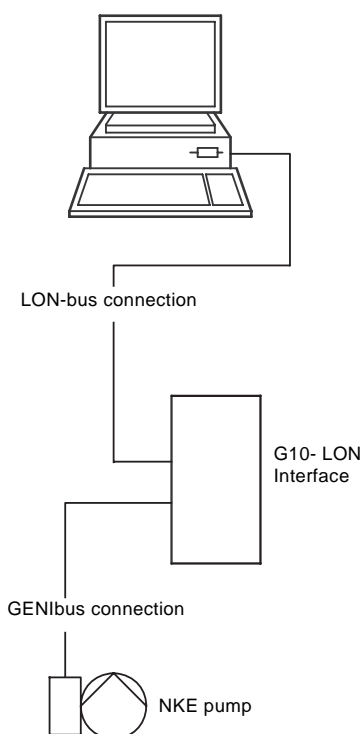 LON-bus connection
G10- LON
Interface
GENIbus connection
NKE pump